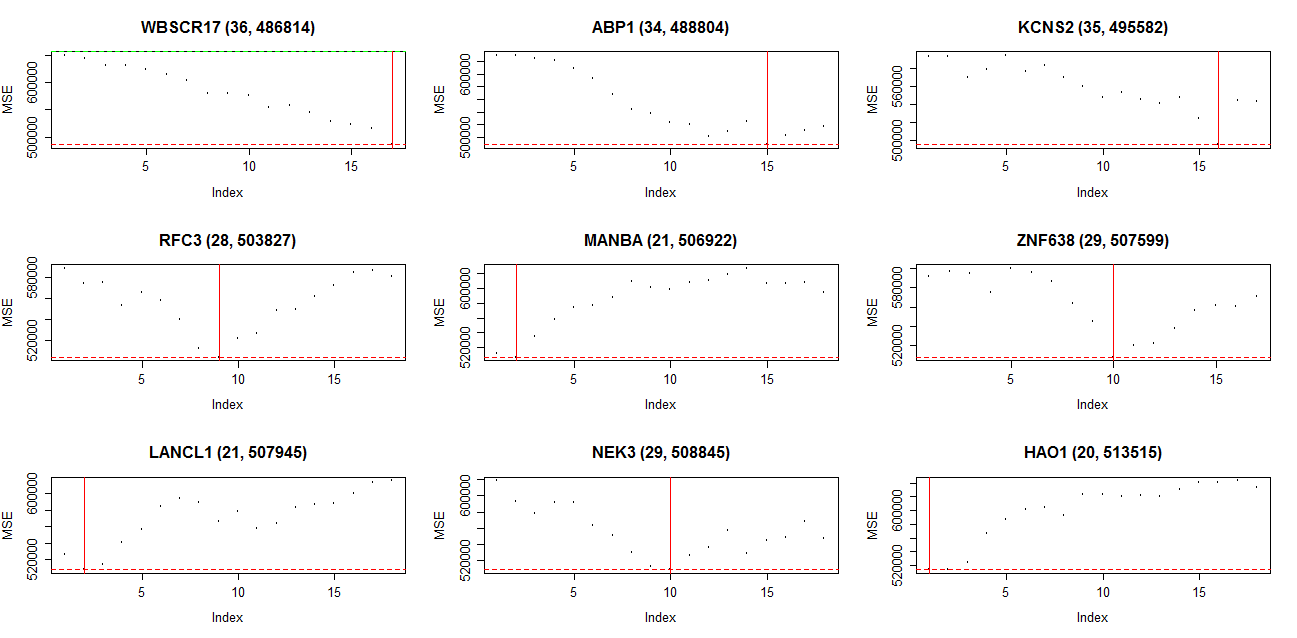 WBSCR17 (36, 486814)
MSE
600000
500000
5
10
15
Index
ABP1 (34, 488804)
MSE
600000
500000
5
10
15
Index
KCNS2 (35, 495582)
MSE
560000
500000
5
10
15
Index
RFC3 (28, 503827)
MSE
580000
520000
5
10
15
Index
MANBA (21, 506922)
MSE
600000
520000
5
10
15
Index
ZNF638 (29, 507599)
MSE
580000
520000
5
10
15
Index
LANCL1 (21, 507945)
MSE
600000
520000
5
10
15
Index
NEK3 (29, 508845)
MSE
600000
520000
5
10
15
Index
HAO1 (20, 513515)
MSE
600000
520000
5
10
15
Index